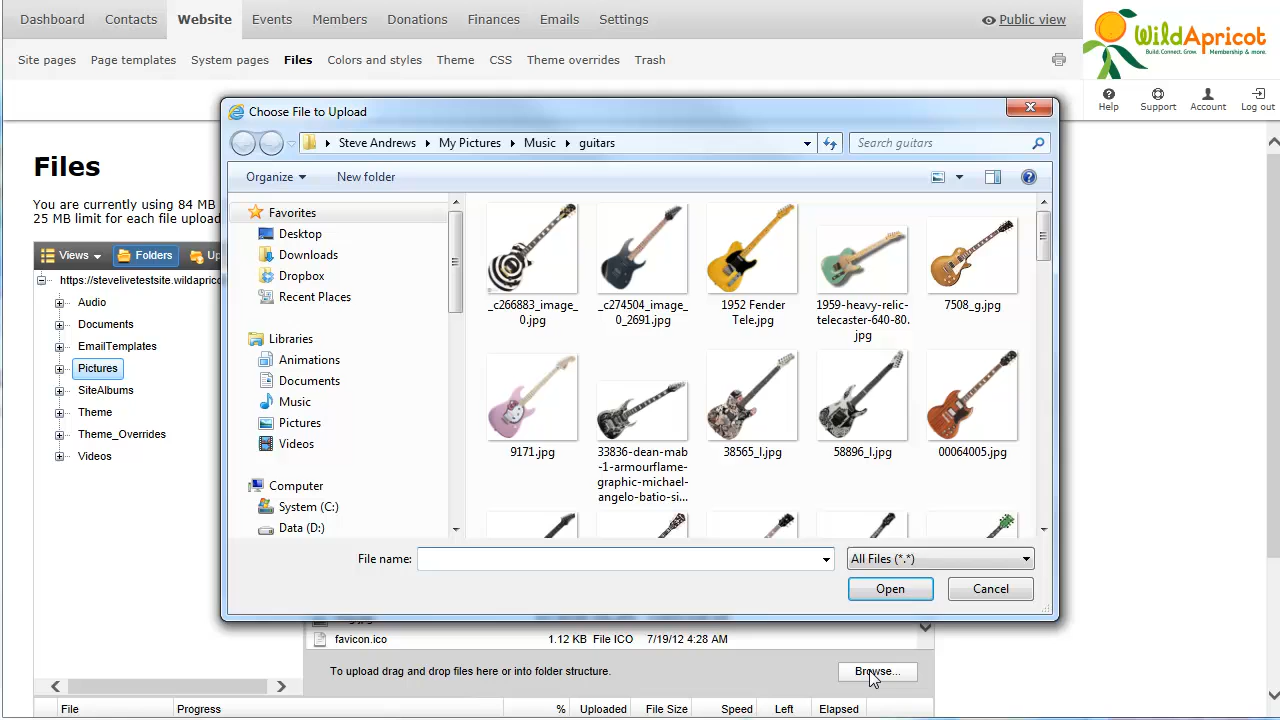 Dashboard Contacts Website Events Members Donations Finances Emails Settings Public view
WildApricot
Build. Connect. Grow. Membership & more.
Site pages Page templates System pages Files Colors and styles Theme CSS Theme overrides Trash
Help Support Account Log out
Choose File to Upload
Steve Andrews My Pictures Music guitars Search guitars
Organize New folder
Files
You are currently using 84 MB
25 MB limit for each file upload
Views Folders Up
https://stevelivetestsite.wildaprico
Audio
Documents
EmailTemplates
Pictures
SiteAlbums
Theme
Theme_Overrides
Videos
Favorites
Desktop
Downloads
Dropbox
Recent Places
Libraries
Animations
Documents
Music
Pictures
Videos
Computer
System (C:)
Data (D:)
_c266883_image_
0.jpg
_c274504_image_
0_2691.jpg
1952 Fender
Tele.jpg
1959-heavy-relic-
telecaster-640-80.
jpg
7508_g.jpg
9171.jpg
33836-dean-mab
-1-armourflame-
graphic-michael-
angelo-batio-si...
38565_l.jpg
58896_l.jpg
00064005.jpg
File name: All Files (*.*)
Open Cancel
favicon.ico 1.12 KB File ICO 7/19/12 4:28 AM
To upload drag and drop files here or into folder structure. Browse...
File Progress % Uploaded File Size Speed Left Elapsed